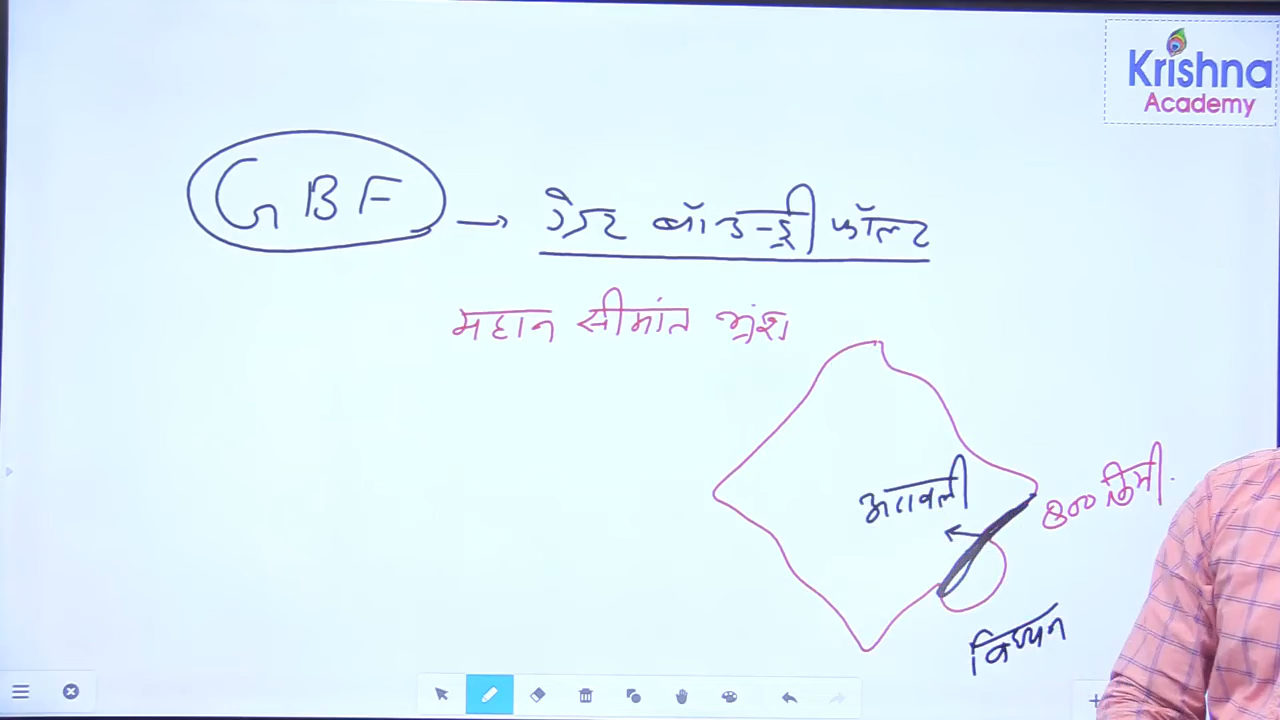 Krishna
Academy
GBF → ग्रेट बॉउन्ड्री फॉल्ट
महान सीमांत भ्रंश
अरावली
800 किमी.
विंध्यन